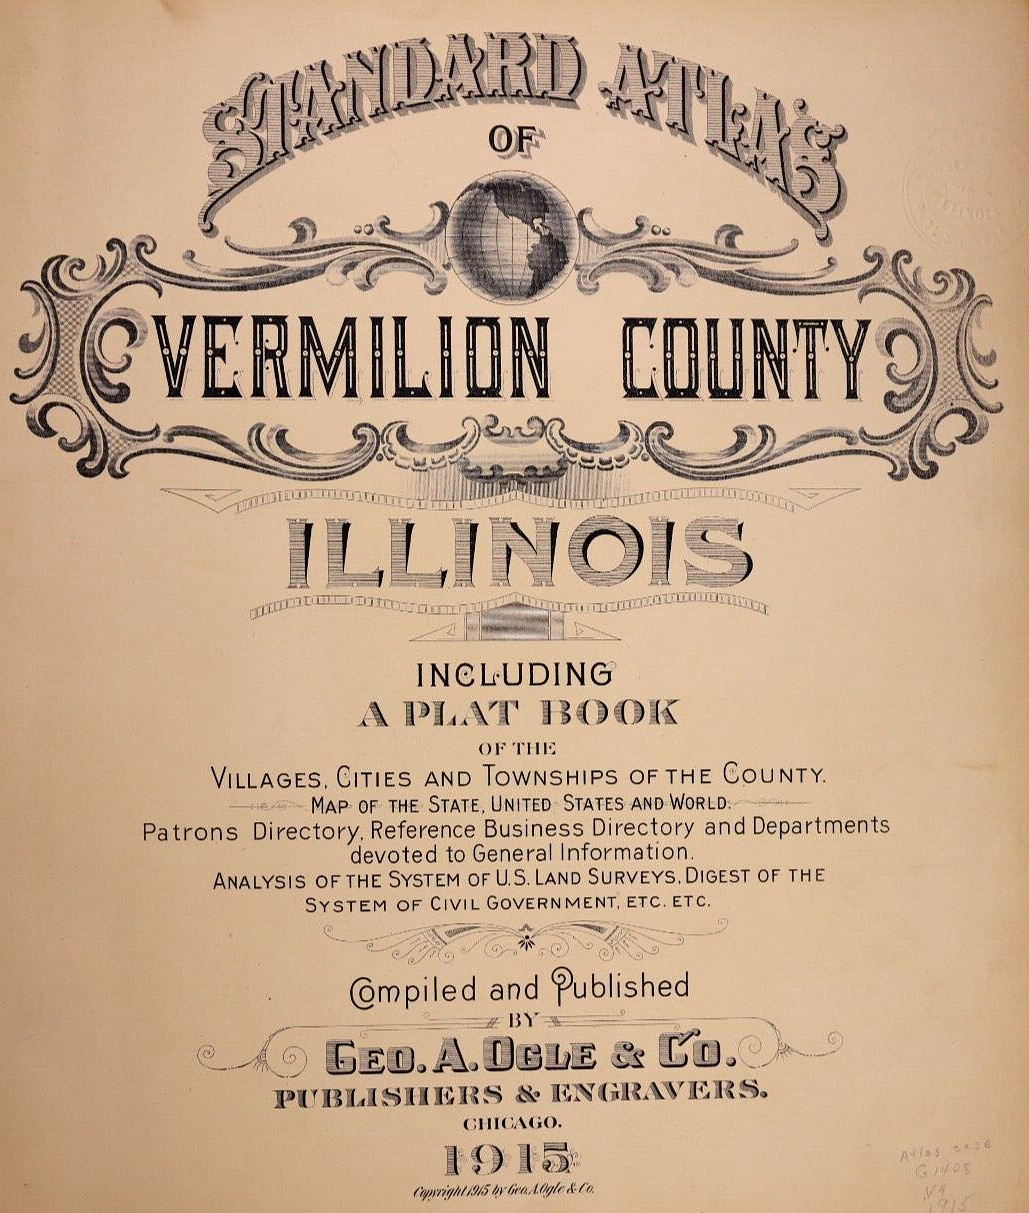 STANDARD ATLAS
OF
VERMILION COUNTY
ILLINOIS
INCLUDING
A PLAT BOOK
OF THE
VILLAGES, CITIES AND TOWNSHIPS OF THE COUNTY.
MAP OF THE STATE, UNITED STATES AND WORLD.
Patrons Directory, Reference Business Directory and Departments
devoted to General Information.
ANALYSIS OF THE SYSTEM OF U.S. LAND SURVEYS, DIGEST OF THE
SYSTEM OF CIVIL GOVERNMENT, ETC. ETC.
Compiled and Published
BY
GEO. A. OGLE & CO.
PUBLISHERS & ENGRAVERS.
CHICAGO.
1915
Copyright 1915 by Geo. A. Ogle & Co.
Atlas case
G1408
V4
1915